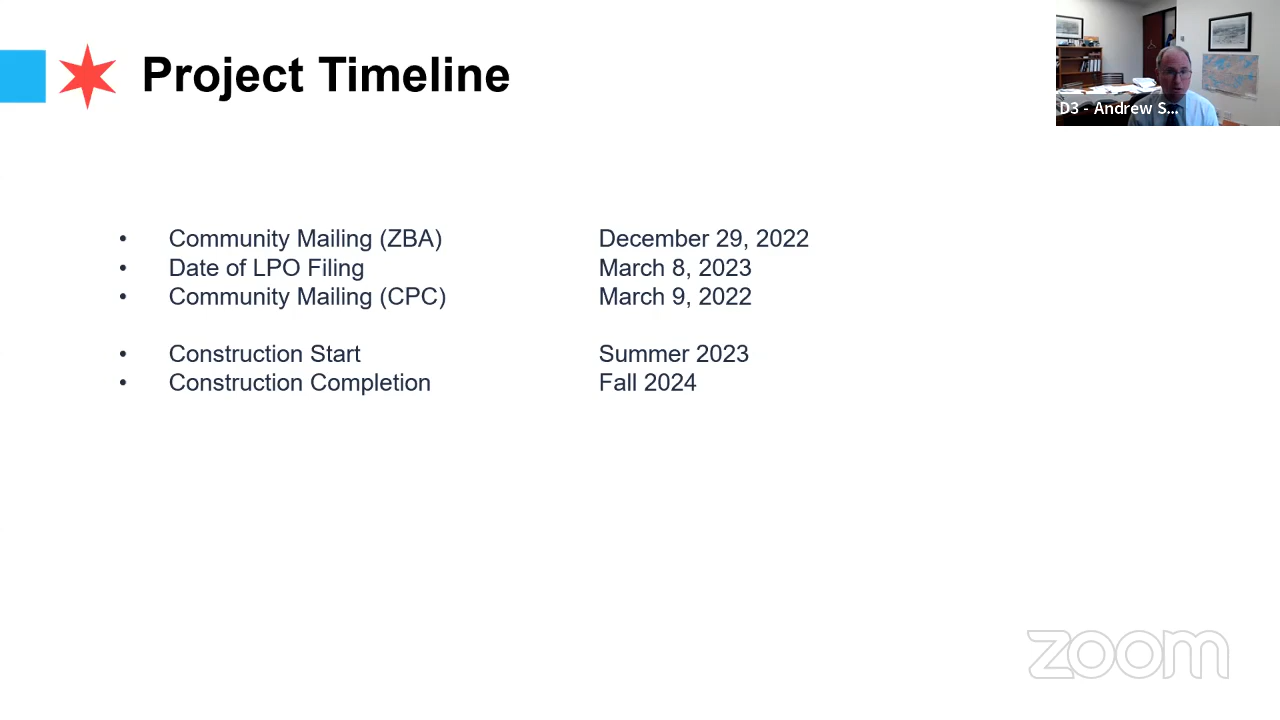 Project Timeline
D3 - Andrew S...
• Community Mailing (ZBA) December 29, 2022
• Date of LPO Filing March 8, 2023
• Community Mailing (CPC) March 9, 2022
• Construction Start Summer 2023
• Construction Completion Fall 2024
zoom